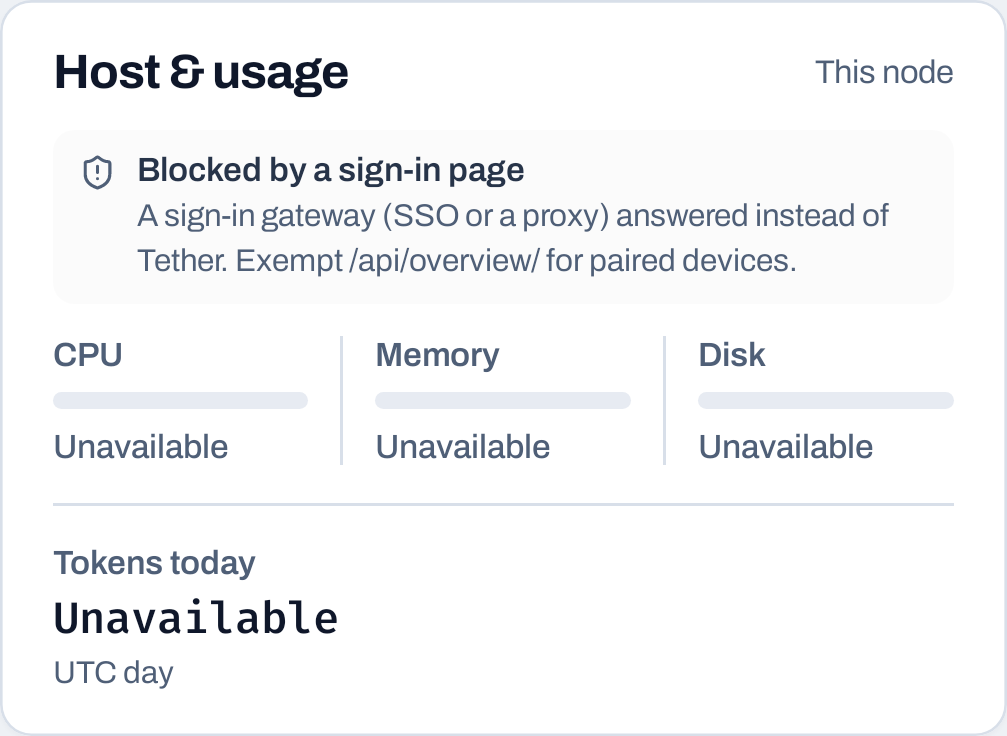 Host & usage
This node
Blocked by a sign-in page
A sign-in gateway (SSO or a proxy) answered instead of
Tether. Exempt /api/overview/ for paired devices.
CPU
Unavailable
Memory
Unavailable
Disk
Unavailable
Tokens today
Unavailable
UTC day